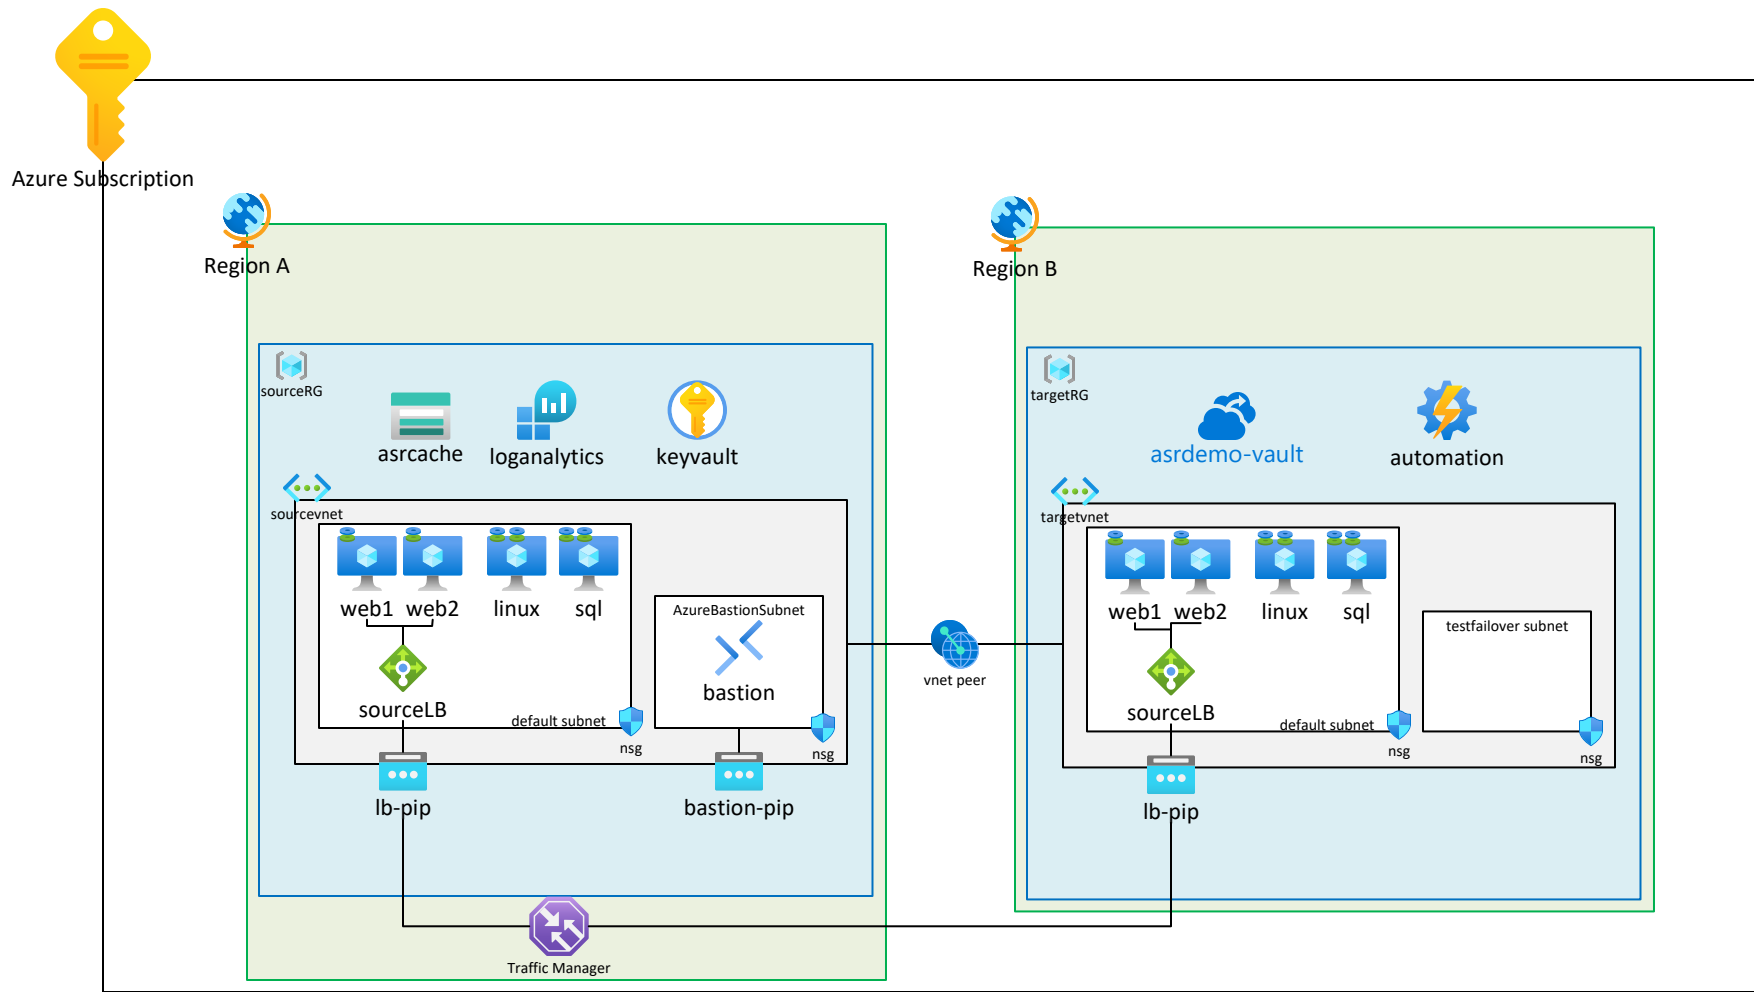 Azure Subscription
Region A
Region B
sourceRG
targetRG
asrcache
loganalytics
keyvault
asrdemo-vault
automation
sourcevnet
targetvnet
web1
web2
linux
sql
AzureBastionSubnet
bastion
sourceLB
default subnet
nsg
nsg
lb-pip
bastion-pip
vnet peer
web1
web2
linux
sql
testfailover subnet
sourceLB
default subnet
nsg
nsg
lb-pip
Traffic Manager